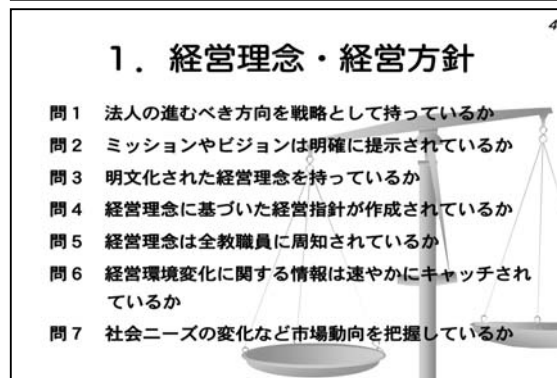 4
1．経営理念・経営方針
問1　法人の進むべき方向を戦略として持っているか
問2　ミッションやビジョンは明確に提示されているか
問3　明文化された経営理念を持っているか
問4　経営理念に基づいた経営指針が作成されているか
問5　経営理念は全教職員に周知されているか
問6　経営環境変化に関する情報は速やかにキャッチされ
ているか
問7　社会ニーズの変化など市場動向を把握しているか